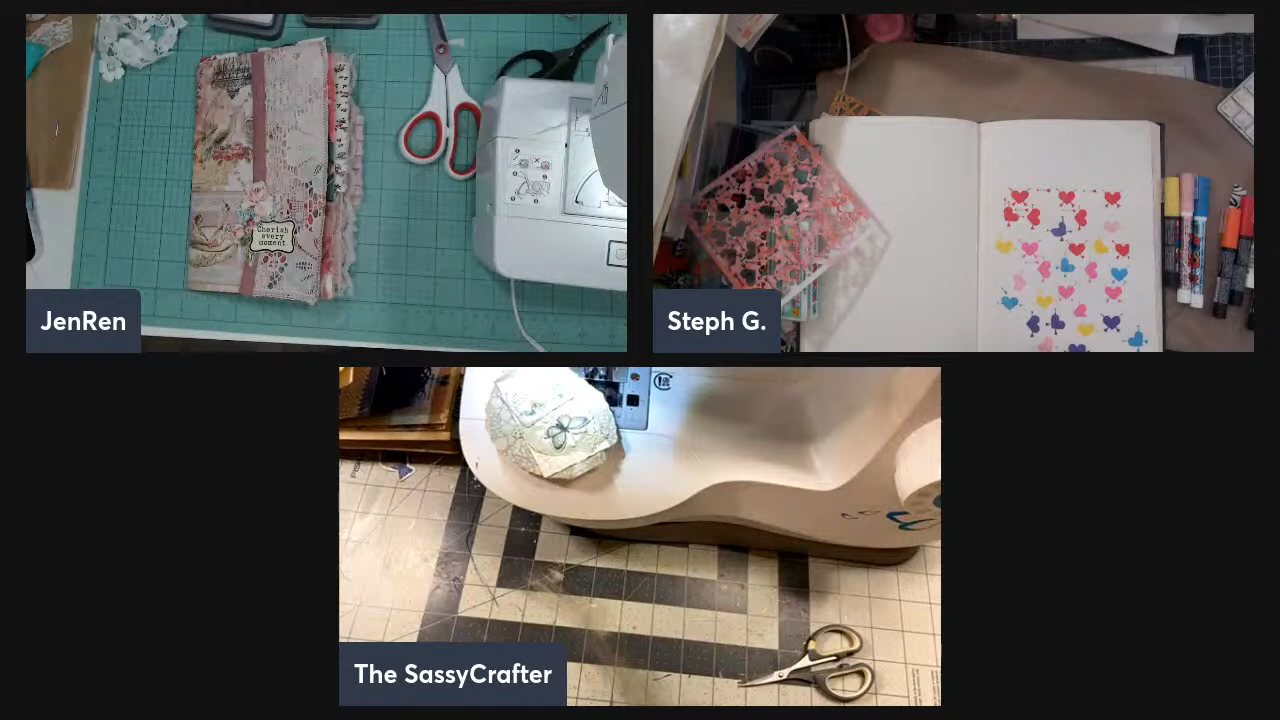 Cherish
every
moment
JenRen
Steph G.
The SassyCrafter